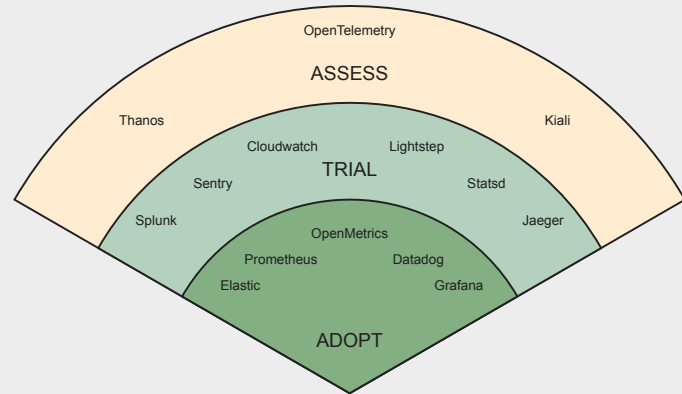 OpenTelemetry
ASSESS
Thanos
Kiali
Cloudwatch
Lightstep
TRIAL
Sentry
Statsd
Splunk
Jaeger
OpenMetrics
Prometheus
Datadog
Elastic
Grafana
ADOPT